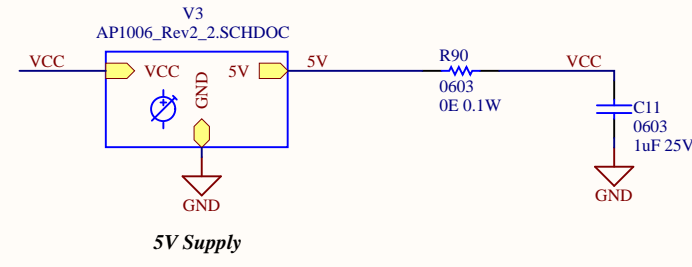 V3
AP1006_Rev2_2.SCHDOC
VCC
VCC
5V
GND
5V
R90
0603
0E 0.1W
VCC
C11
0603
1uF 25V
GND
GND
5V Supply